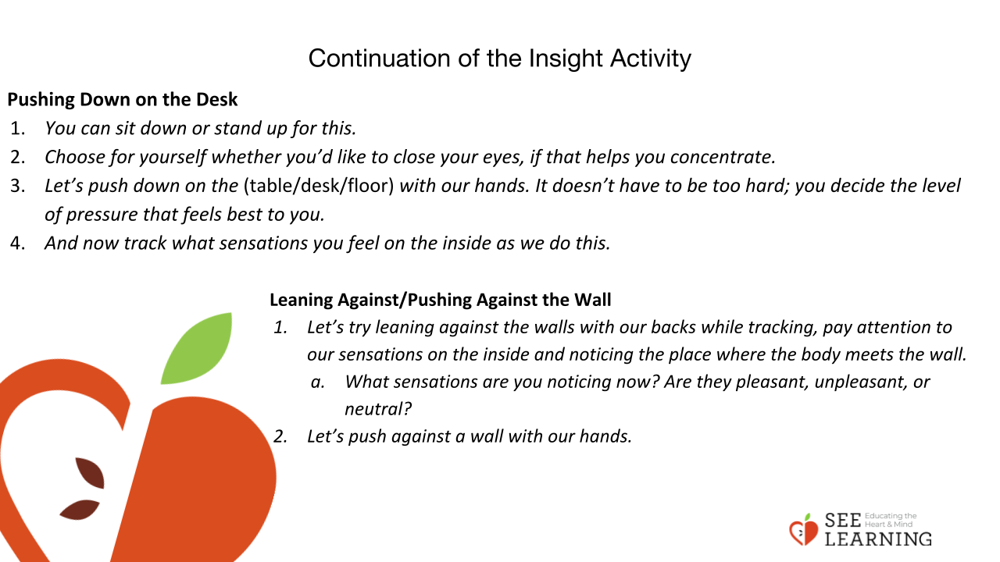 Continuation of the Insight Activity
Pushing Down on the Desk
1. You can sit down or stand up for this.
2. Choose for yourself whether you’d like to close your eyes, if that helps you concentrate.
3. Let’s push down on the (table/desk/floor) with our hands. It doesn’t have to be too hard; you decide the level
of pressure that feels best to you.
4. And now track what sensations you feel on the inside as we do this.
Leaning Against/Pushing Against the Wall
1. Let’s try leaning against the walls with our backs while tracking, pay attention to
our sensations on the inside and noticing the place where the body meets the wall.
a. What sensations are you noticing now? Are they pleasant, unpleasant, or
neutral?
2. Let’s push against a wall with our hands.
SEE Educating the
Heart & Mind
LEARNING